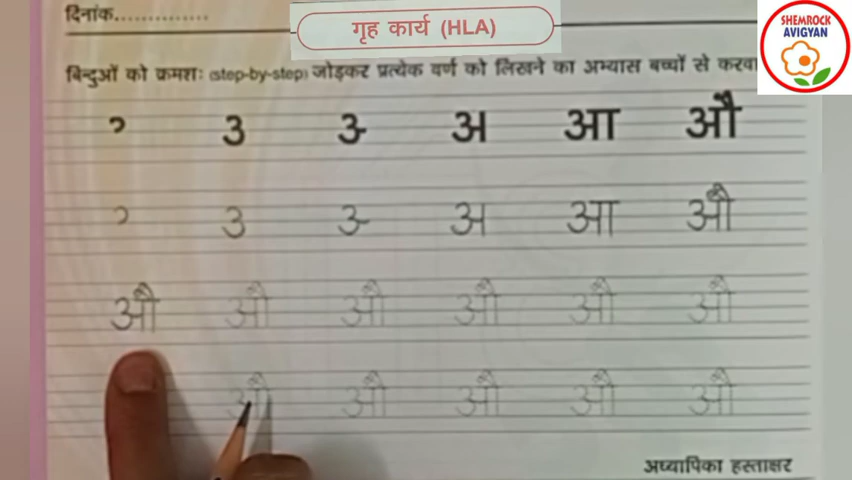 दिनांक..............
गृह कार्य (HLA)
SHEMROCK
AVIGYAN
बिन्दुओं को क्रमशः (step-by-step) जोड़कर प्रत्येक वर्ण को लिखने का अभ्यास बच्चों से करवा
अ आ औ
अ आ औ
औ औ औ औ औ औ
औ औ औ औ औ
अध्यापिका हस्ताक्षर